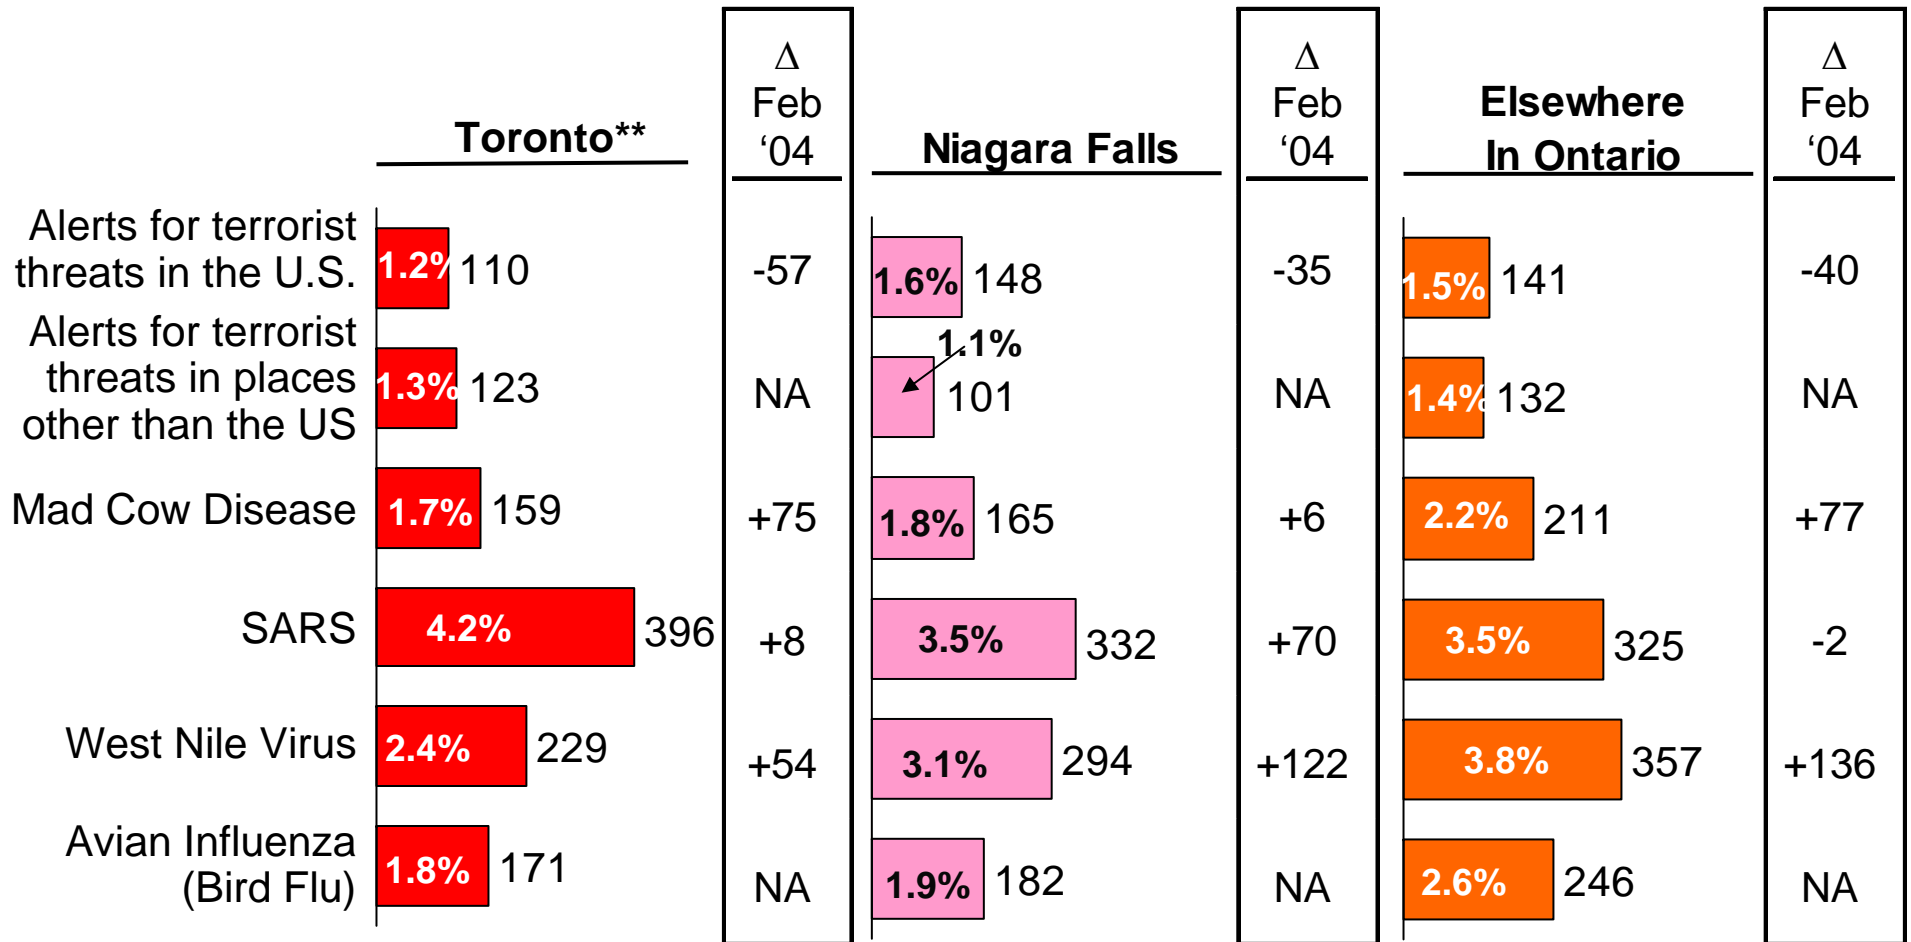 Toronto**
Δ
Feb
‘04
Niagara Falls
Δ
Feb
‘04
Elsewhere
In Ontario
Δ
Feb
‘04
Alerts for terrorist
threats in the U.S.
1.2% 110
-57
1.6% 148
-35
1.5% 141
-40
Alerts for terrorist
threats in places
other than the US
1.3% 123
NA
1.1%
101
NA
1.4% 132
NA
Mad Cow Disease
1.7% 159
+75
1.8% 165
+6
2.2% 211
+77
SARS
4.2% 396
+8
3.5% 332
+70
3.5% 325
-2
West Nile Virus
2.4% 229
+54
3.1% 294
+122
3.8% 357
+136
Avian Influenza
(Bird Flu)
1.8% 171
NA
1.9% 182
NA
2.6% 246
NA